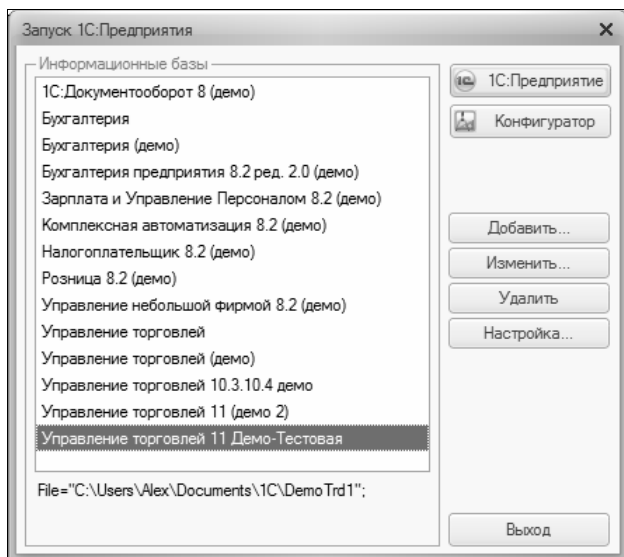 Запуск 1С:Предприятия
Информационные базы
1С:Документооборот 8 (демо)
Бухгалтерия
Бухгалтерия (демо)
Бухгалтерия предприятия 8.2 ред. 2.0 (демо)
Зарплата и Управление Персоналом 8.2 (демо)
Комплексная автоматизация 8.2 (демо)
Налогоплательщик 8.2 (демо)
Розница 8.2 (демо)
Управление небольшой фирмой 8.2 (демо)
Управление торговлей
Управление торговлей (демо)
Управление торговлей 10.3.10.4 демо
Управление торговлей 11 (демо 2)
Управление торговлей 11 Демо-Тестовая
File="C:\Users\Alex\Documents\1C\DemoTrd1";
1С 1С:Предприятие
Конфигуратор
Добавить...
Изменить...
Удалить
Настройка...
Выход